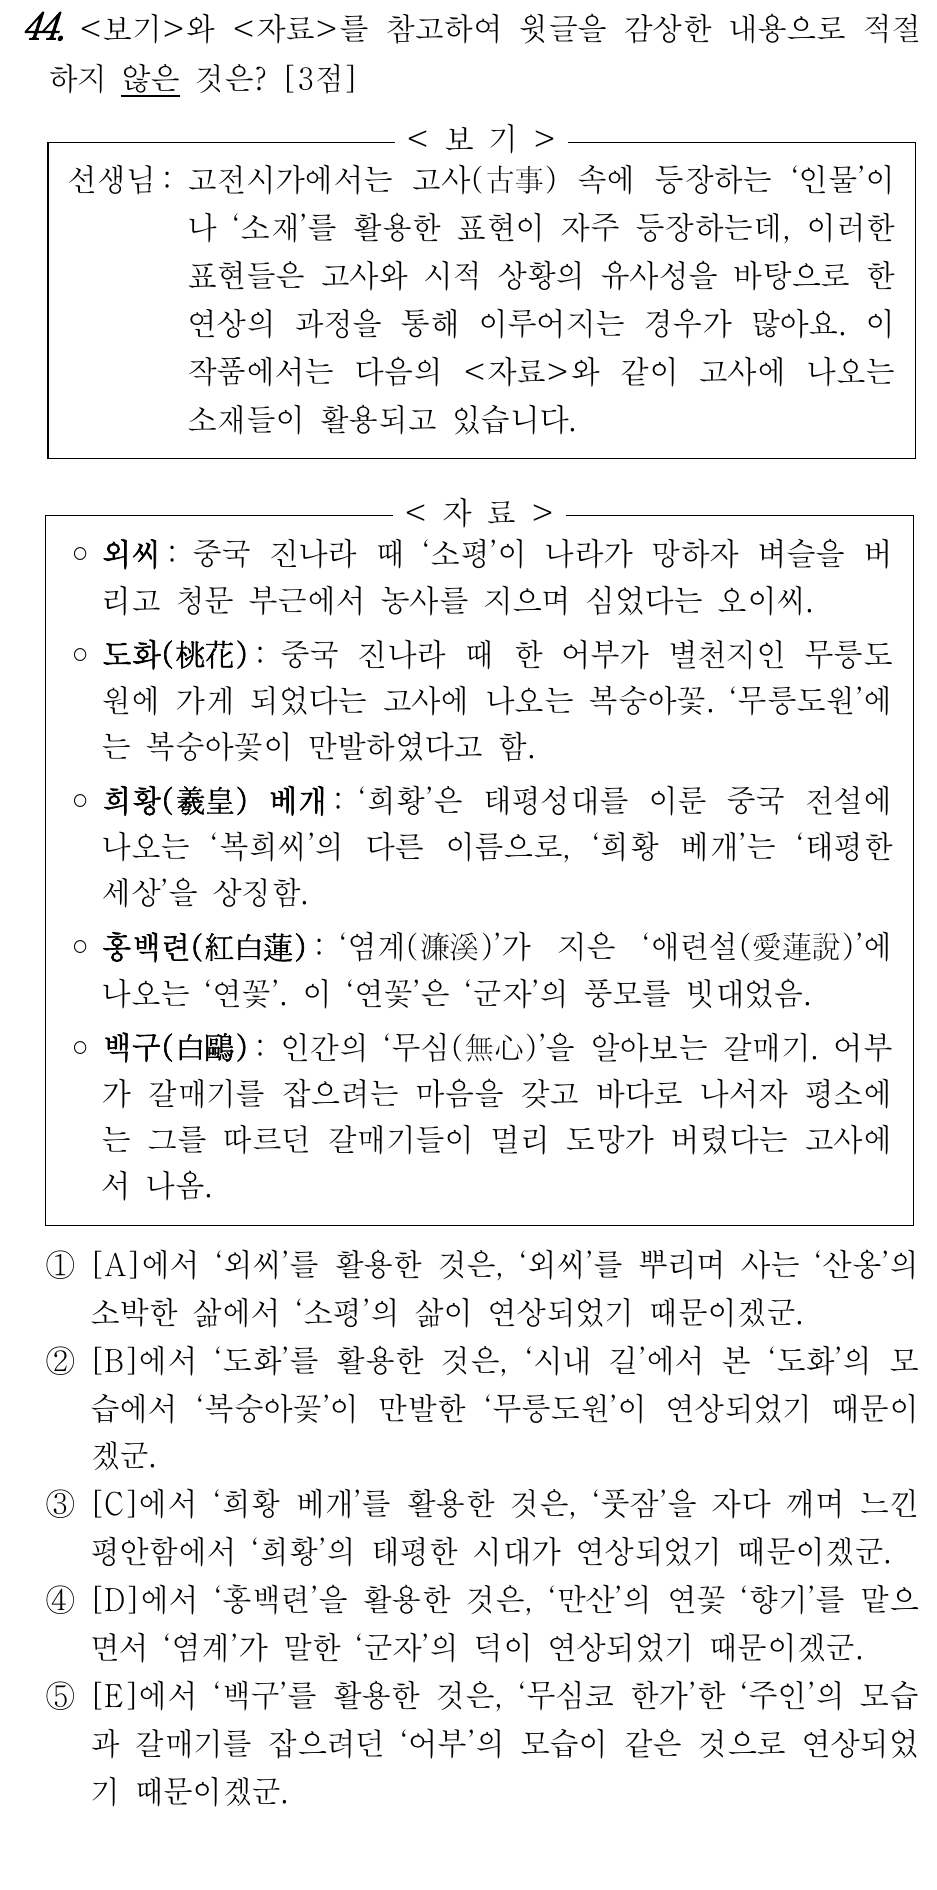 44. <보기>와 <자료>를 참고하여 윗글을 감상한 내용으로 적절
하지 않은 것은? [3점]
< 보 기 >
선생님 : 고전시가에서는 고사(古事) 속에 등장하는 ‘인물’이
나 ‘소재’를 활용한 표현이 자주 등장하는데, 이러한
표현들은 고사와 시적 상황의 유사성을 바탕으로 한
연상의 과정을 통해 이루어지는 경우가 많아요. 이
작품에서는 다음의 <자료>와 같이 고사에 나오는
소재들이 활용되고 있습니다.
< 자 료 >
○ 외씨 : 중국 진나라 때 ‘소평’이 나라가 망하자 벼슬을 버
리고 청문 부근에서 농사를 지으며 심었다는 오이씨.
○ 도화(桃花) : 중국 진나라 때 한 어부가 별천지인 무릉도
원에 가게 되었다는 고사에 나오는 복숭아꽃. ‘무릉도원’에
는 복숭아꽃이 만발하였다고 함.
○ 희황(羲皇) 베개 : ‘희황’은 태평성대를 이룬 중국 전설에
나오는 ‘복희씨’의 다른 이름으로, ‘희황 베개’는 ‘태평한
세상’을 상징함.
○ 홍백련(紅白蓮) : ‘염계(濂溪)’가 지은 ‘애련설(愛蓮說)’에
나오는 ‘연꽃’. 이 ‘연꽃’은 ‘군자’의 풍모를 빗대었음.
○ 백구(白鷗) : 인간의 ‘무심(無心)’을 알아보는 갈매기. 어부
가 갈매기를 잡으려는 마음을 갖고 바다로 나서자 평소에
는 그를 따르던 갈매기들이 멀리 도망가 버렸다는 고사에
서 나옴.
① [A]에서 ‘외씨’를 활용한 것은, ‘외씨’를 뿌리며 사는 ‘산옹’의
소박한 삶에서 ‘소평’의 삶이 연상되었기 때문이겠군.
② [B]에서 ‘도화’를 활용한 것은, ‘시내 길’에서 본 ‘도화’의 모
습에서 ‘복숭아꽃’이 만발한 ‘무릉도원’이 연상되었기 때문이
겠군.
③ [C]에서 ‘희황 베개’를 활용한 것은, ‘풋잠’을 자다 깨며 느낀
평안함에서 ‘희황’의 태평한 시대가 연상되었기 때문이겠군.
④ [D]에서 ‘홍백련’을 활용한 것은, ‘만산’의 연꽃 ‘향기’를 맡으
면서 ‘염계’가 말한 ‘군자’의 덕이 연상되었기 때문이겠군.
⑤ [E]에서 ‘백구’를 활용한 것은, ‘무심코 한가’한 ‘주인’의 모습
과 갈매기를 잡으려던 ‘어부’의 모습이 같은 것으로 연상되었
기 때문이겠군.